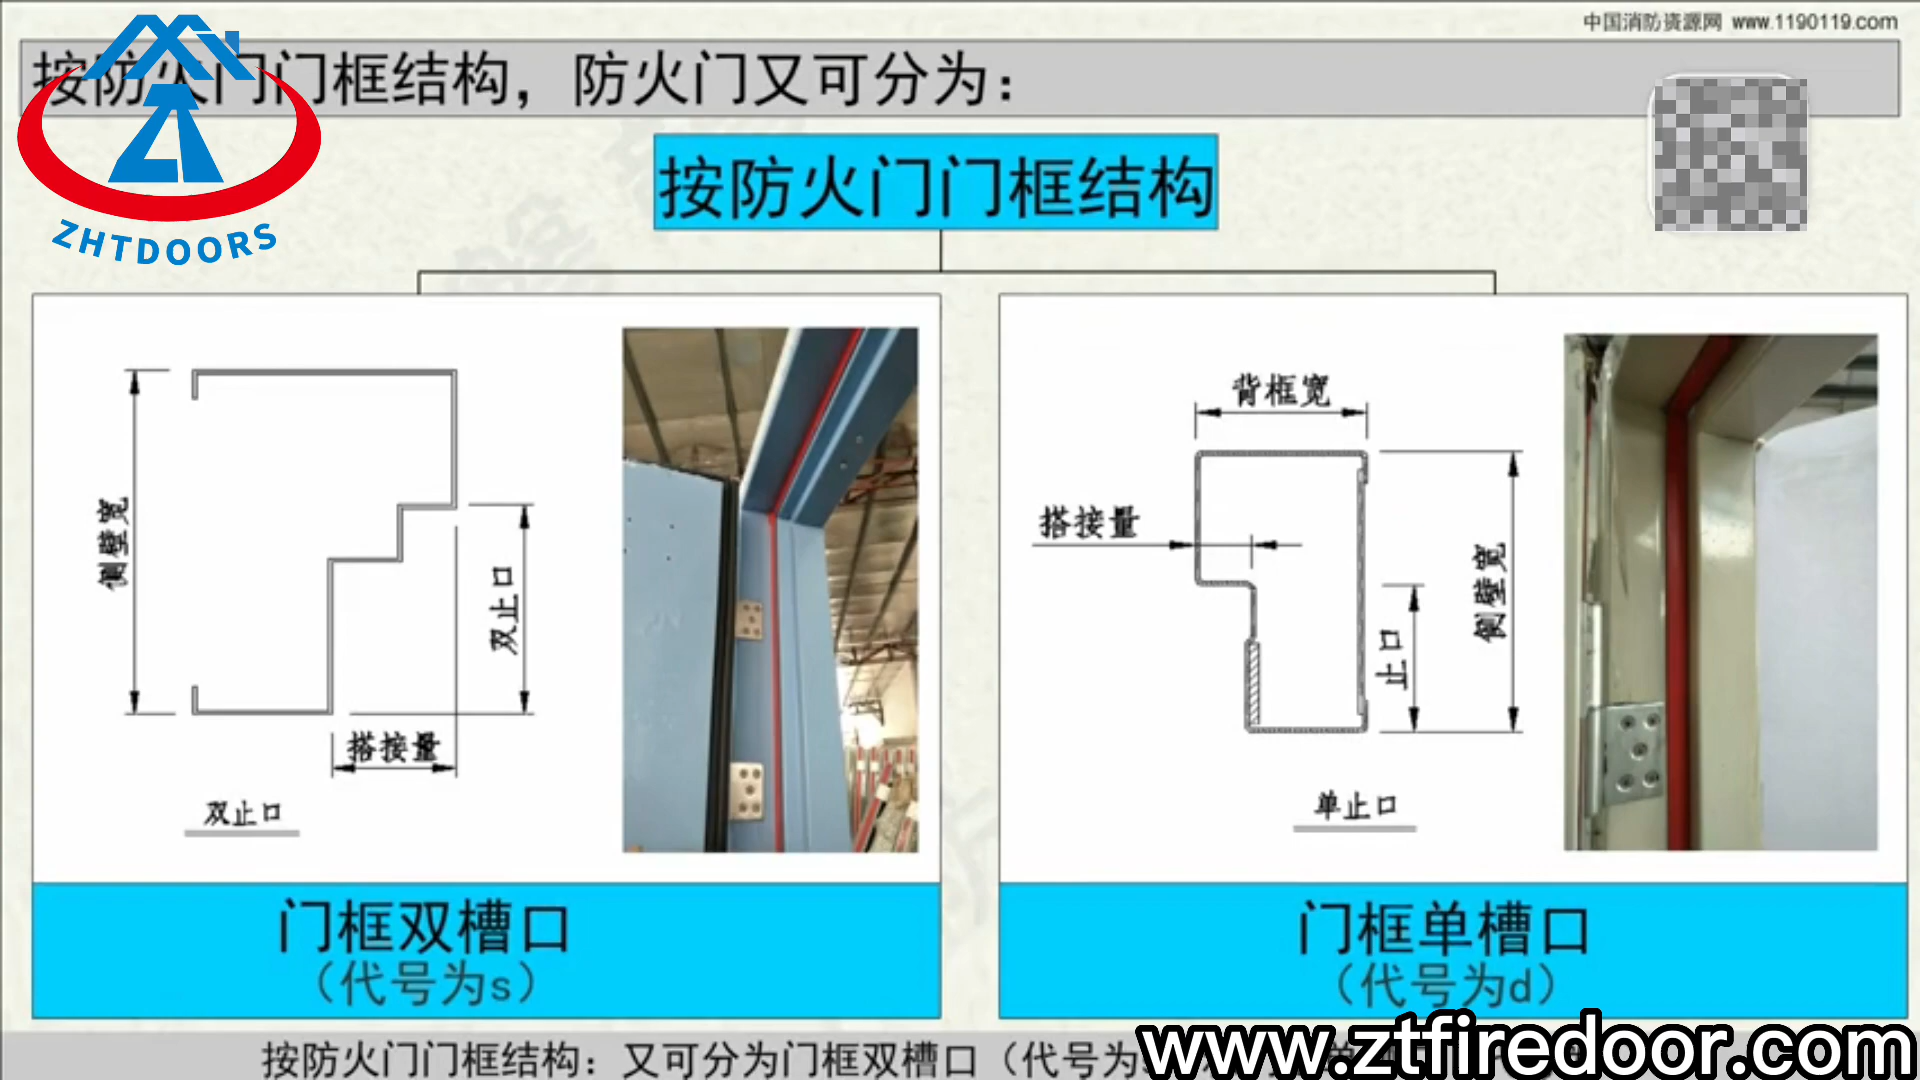 中国消防资源网 www.1190119.com
按防火门门框结构，防火门又可分为：
ZHTDOORS
按防火门门框结构
侧壁宽
双止口
搭接量
双止口
背框宽
搭接量
止口
侧壁宽
单止口
门框双槽口
（代号为s）
门框单槽口
（代号为d）
按防火门门框结构：又可分为门框双槽口（代号为
www.ztfiredoor.com